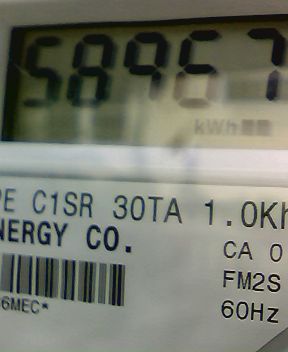 58967
kWh
PE C1SR 30TA 1.0Kh
NERGY CO.
CA 0
FM2S
6MEC*
60Hz